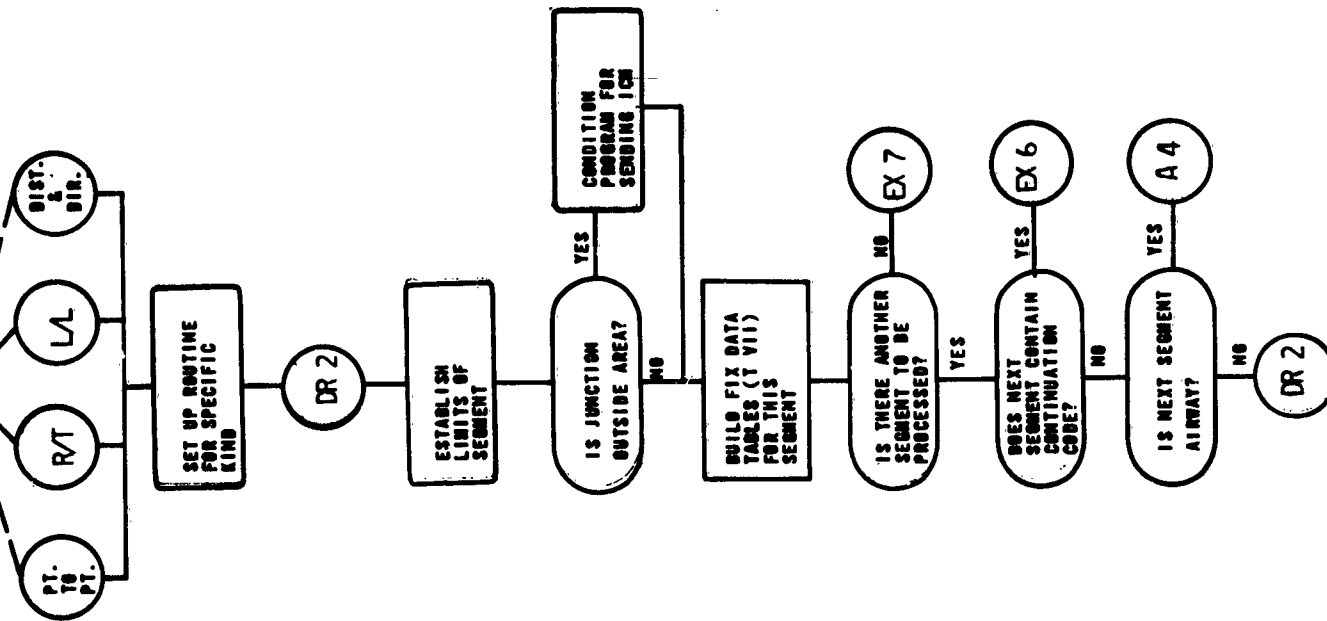 PT.
TO
PT.
R/T
L/L
DIST.
&
DIR.
SET UP ROUTINE
FOR SPECIFIC
KIND
DR 2
ESTABLISH
LIMITS OF
SEGMENT
IS JUNCTION
OUTSIDE AREA?
YES
CONDITION
PROGRAM FOR
SENDING ICM
NO
BUILD FIX DATA
TABLES (T VII)
FOR THIS
SEGMENT
IS THERE ANOTHER
SEGMENT TO BE
PROCESSED?
NO
EX 7
YES
DOES NEXT
SEGMENT CONTAIN
CONTINUATION
CODE?
YES
EX 6
NO
IS NEXT SEGMENT
AIRWAY?
YES
A 4
NO
DR 2